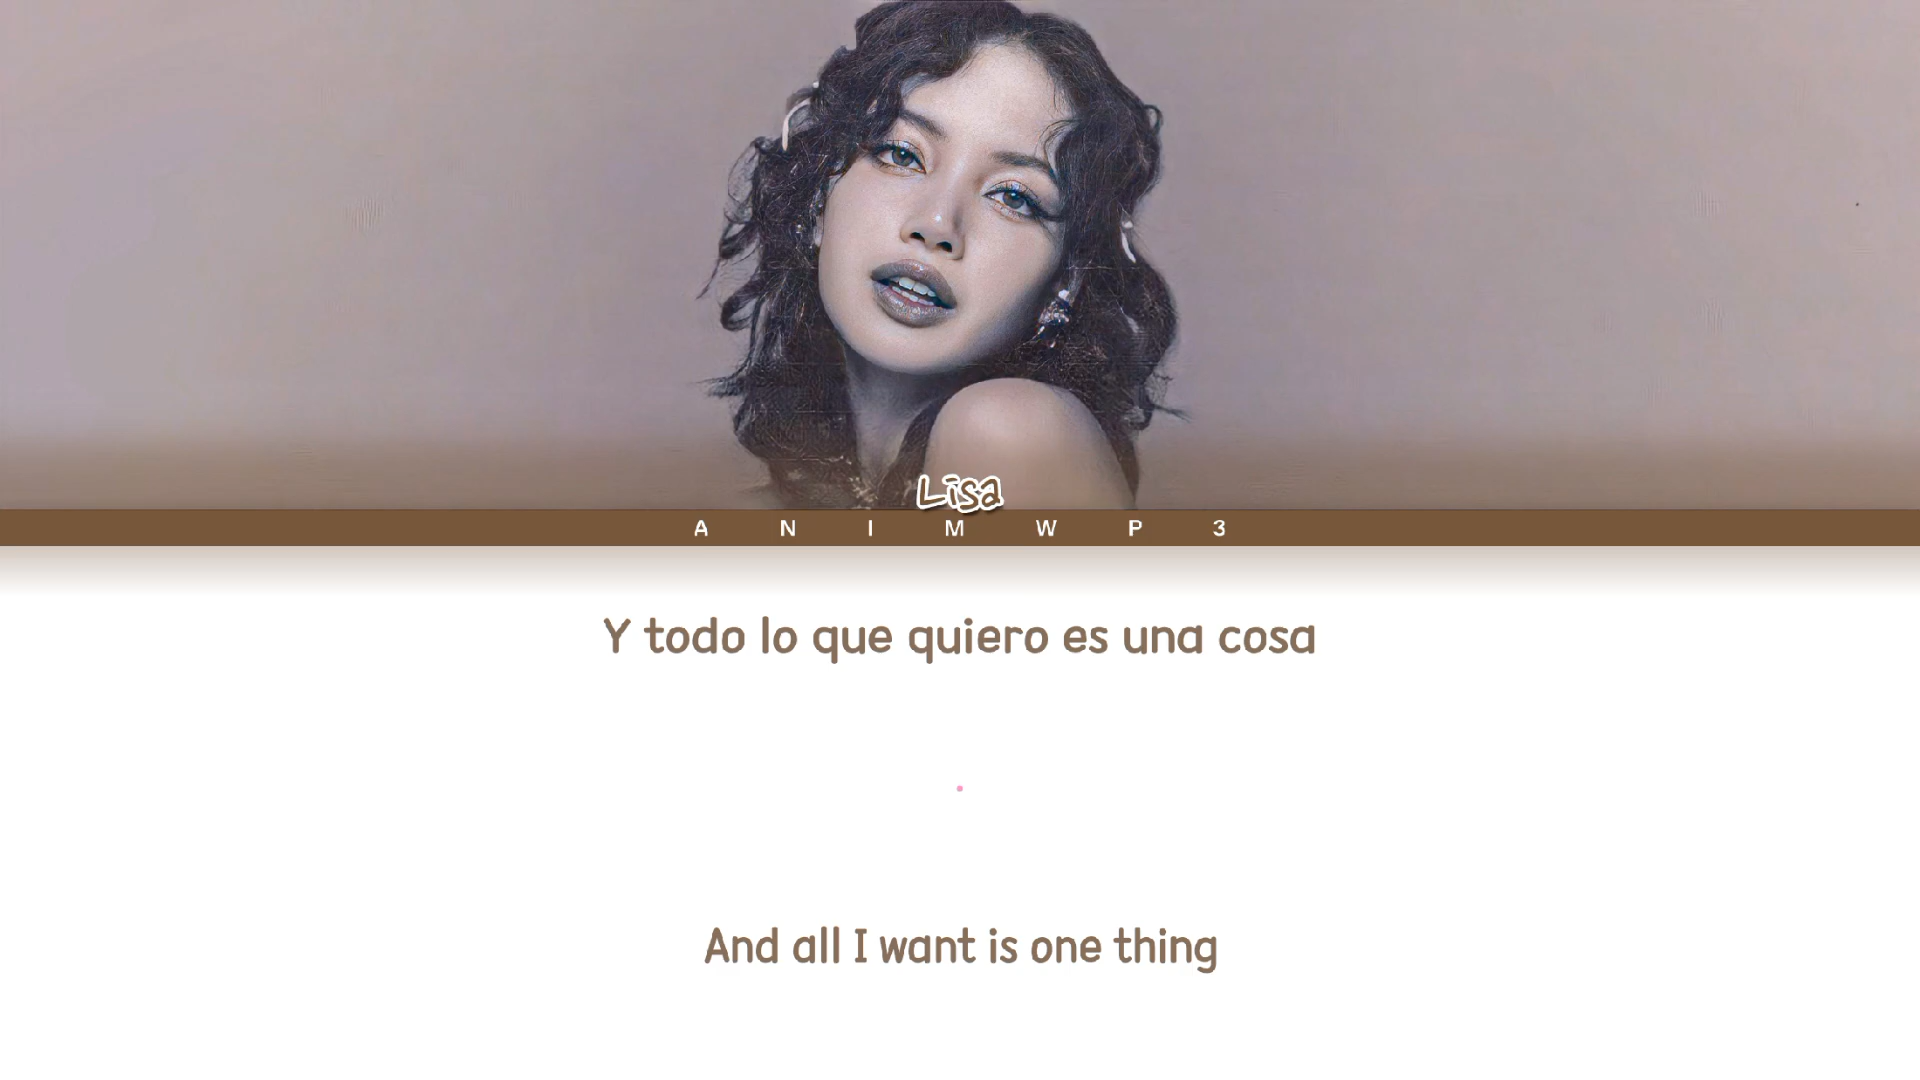 Lisa
A N I M W P 3
Y todo lo que quiero es una cosa
And all I want is one thing